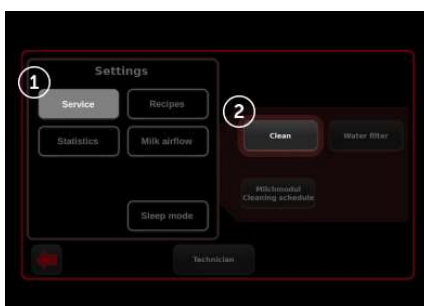 Settings
1
Service
Recipes
2
Statistics
Milk airflow
Clean
Water filter
Milchmodul
Cleaning schedule
Sleep mode
Technician